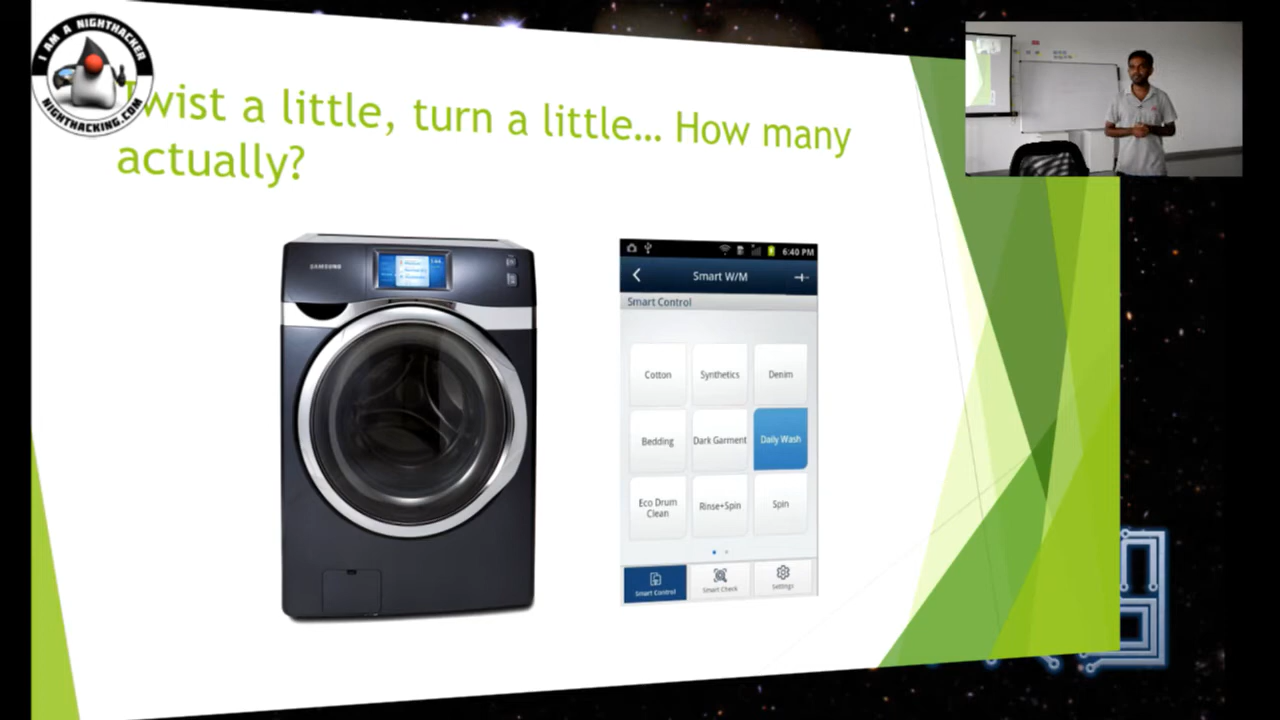 I AM A NIGHTHACKER
NIGHTHACKING.COM
Twist a little, turn a little... How many
actually?
SAMSUNG
6:40 PM
Smart W/M
Smart Control
Cotton
Synthetics
Denim
Bedding
Dark Garment
Daily Wash
Eco Drum
Clean
Rinse+Spin
Spin
Smart Control
Smart Check
Settings